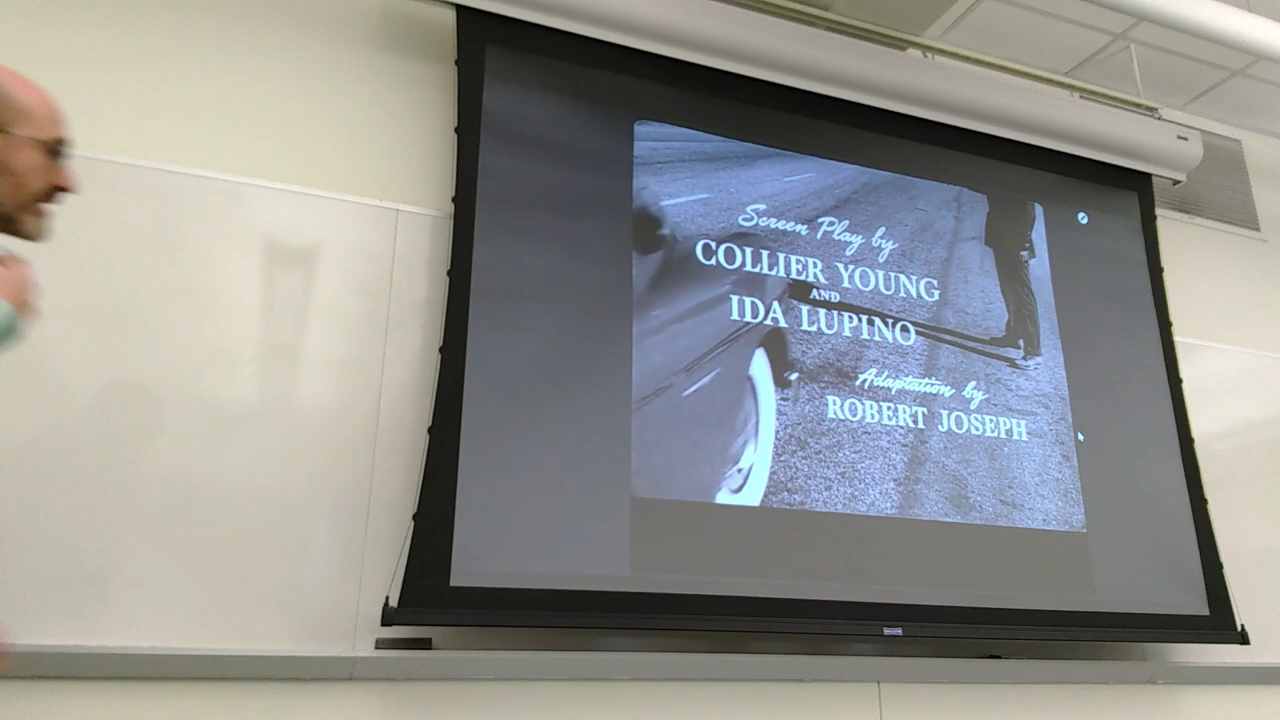 Screen Play by
COLLIER YOUNG
AND
IDA LUPINO
Adaptation by
ROBERT JOSEPH